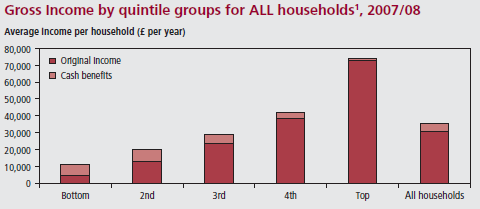 Gross Income by quintile groups for ALL households¹, 2007/08
Average Income per household (£ per year)
80,000
70,000
60,000
50,000
40,000
30,000
20,000
10,000
0
Original Income
Cash benefits
Bottom 2nd 3rd 4th Top All households